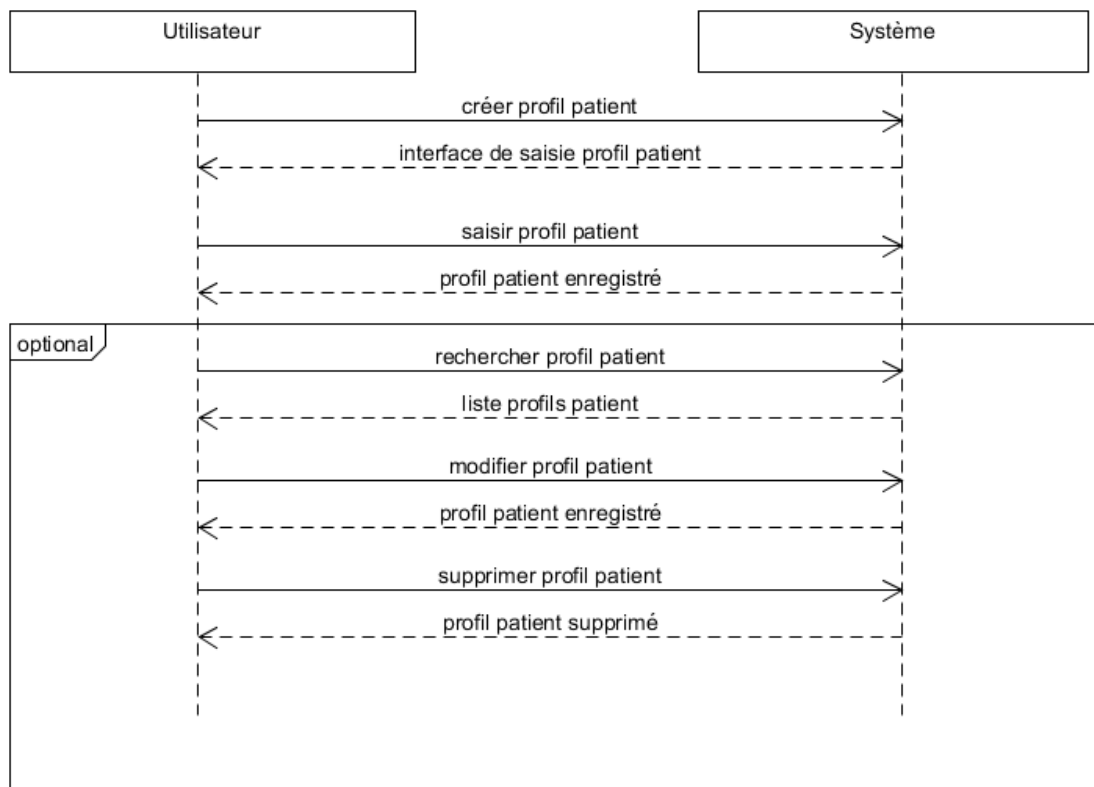 Utilisateur
Système
créer profil patient
interface de saisie profil patient
saisir profil patient
profil patient enregistré
optional
rechercher profil patient
liste profils patient
modifier profil patient
profil patient enregistré
supprimer profil patient
profil patient supprimé